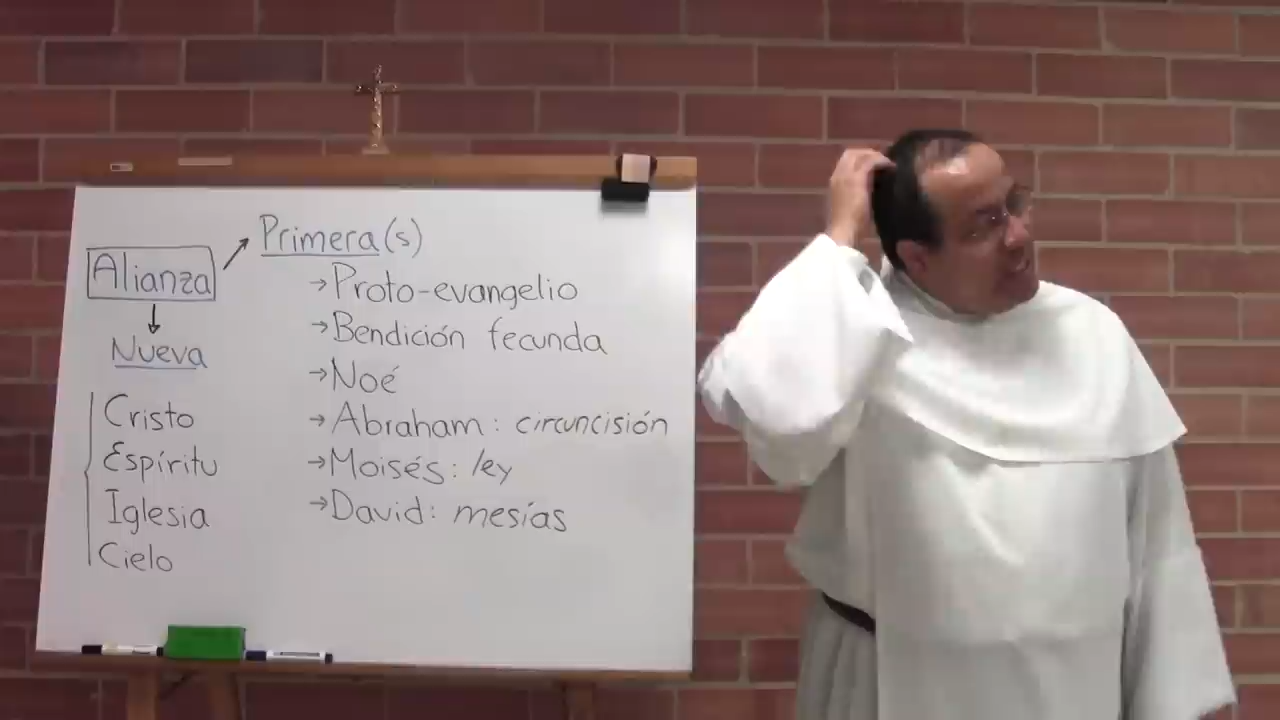 Alianza
Primera(s)
→Proto-evangelio
→Bendición fecunda
→Noé
→Abraham: circuncisión
→Moisés: ley
→David: mesías
Nueva
Cristo
Espíritu
Iglesia
Cielo